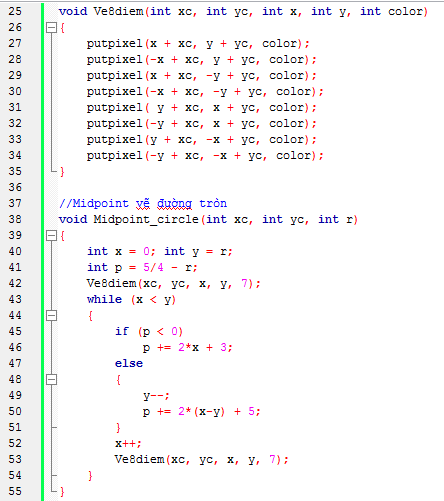 25 void Ve8diem(int xc, int yc, int x, int y, int color)
26 {
27 putpixel(x + xc, y + yc, color);
28 putpixel(-x + xc, y + yc, color);
29 putpixel(x + xc, -y + yc, color);
30 putpixel(-x + xc, -y + yc, color);
31 putpixel( y + xc, x + yc, color);
32 putpixel(-y + xc, x + yc, color);
33 putpixel(y + xc, -x + yc, color);
34 putpixel(-y + xc, -x + yc, color);
35 }
36
37 //Midpoint vẽ đường tròn
38 void Midpoint_circle(int xc, int yc, int r)
39 {
40 int x = 0; int y = r;
41 int p = 5/4 - r;
42 Ve8diem(xc, yc, x, y, 7);
43 while (x < y)
44 {
45 if (p < 0)
46 p += 2*x + 3;
47 else
48 {
49 y--;
50 p += 2*(x-y) + 5;
51 }
52 x++;
53 Ve8diem(xc, yc, x, y, 7);
54 }
55 }